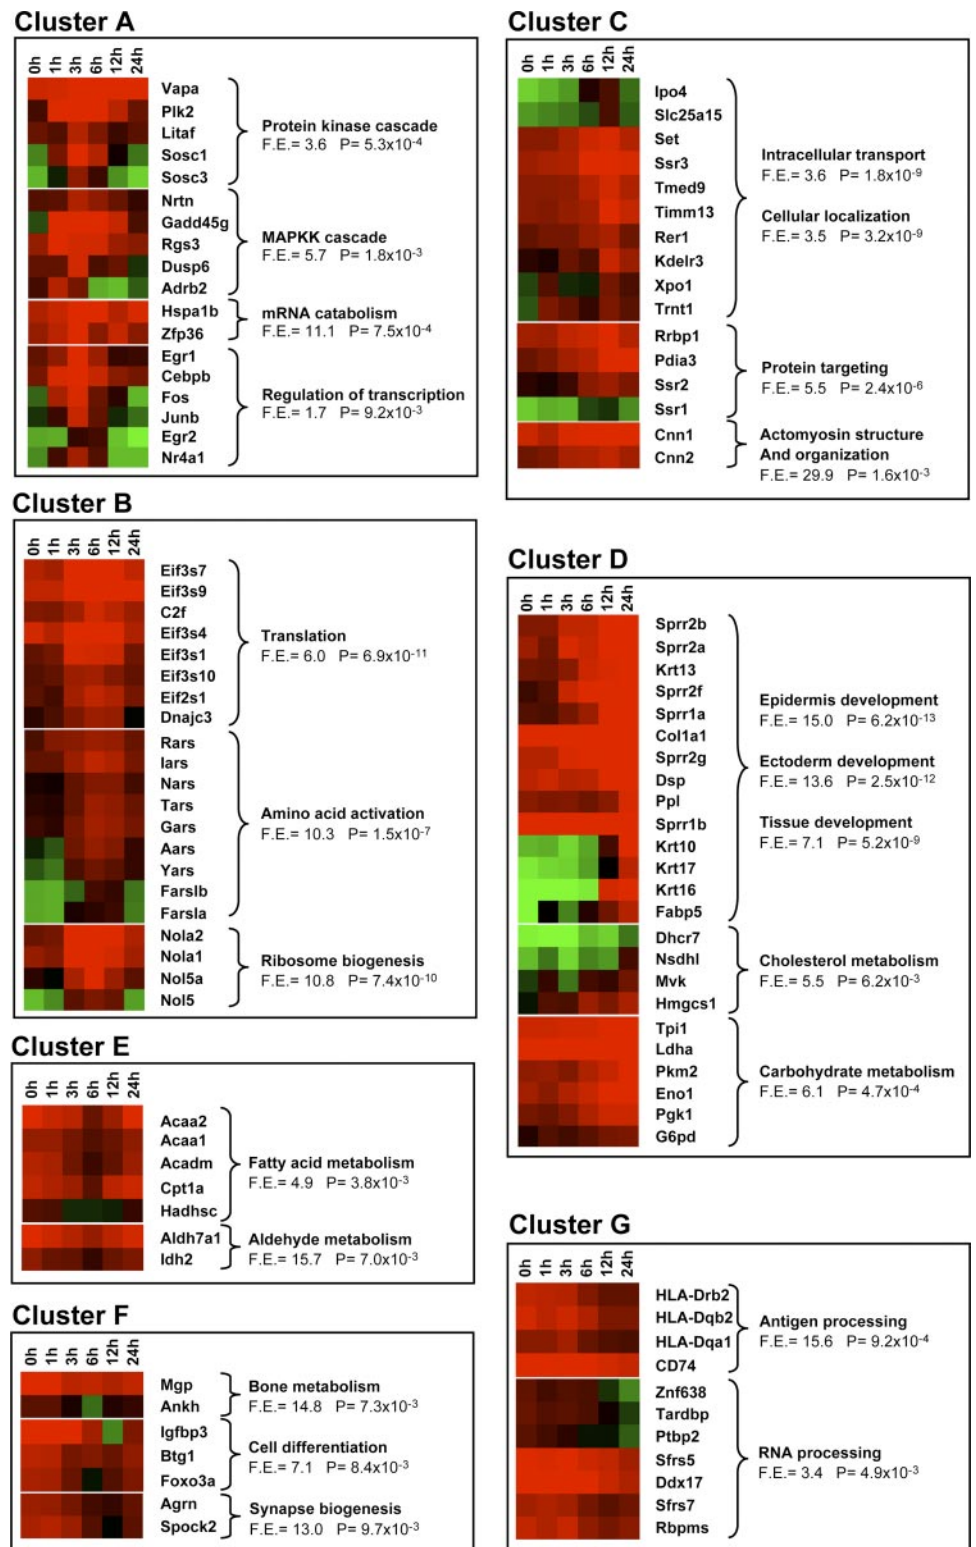 Cluster A
0h 1h 3h 6h 12h 24h
Vapa
Plk2
Litaf
Sosc1
Sosc3
Protein kinase cascade
F.E.= 3.6 P= 5.3x10-4
Nrtn
Gadd45g
Rgs3
Dusp6
Adrb2
MAPKK cascade
F.E.= 5.7 P= 1.8x10-3
Hspa1b
Zfp36
mRNA catabolism
F.E.= 11.1 P= 7.5x10-4
Egr1
Cebpb
Fos
Junb
Egr2
Nr4a1
Regulation of transcription
F.E.= 1.7 P= 9.2x10-3
Cluster B
0h 1h 3h 6h 12h 24h
Eif3s7
Eif3s9
C2f
Eif3s4
Eif3s1
Eif3s10
Eif2s1
Dnajc3
Translation
F.E.= 6.0 P= 6.9x10-11
Rars
Iars
Nars
Tars
Gars
Aars
Yars
Farslb
Farsla
Amino acid activation
F.E.= 10.3 P= 1.5x10-7
Nola2
Nola1
Nol5a
Nol5
Ribosome biogenesis
F.E.= 10.8 P= 7.4x10-10
Cluster E
0h 1h 3h 6h 12h 24h
Acaa2
Acaa1
Acadm
Cpt1a
Hadhsc
Fatty acid metabolism
F.E.= 4.9 P= 3.8x10-3
Aldh7a1
Idh2
Aldehyde metabolism
F.E.= 15.7 P= 7.0x10-3
Cluster F
0h 1h 3h 6h 12h 24h
Mgp
Ankh
Bone metabolism
F.E.= 14.8 P= 7.3x10-3
Igfbp3
Btg1
Foxo3a
Cell differentiation
F.E.= 7.1 P= 8.4x10-3
Agrn
Spock2
Synapse biogenesis
F.E.= 13.0 P= 9.7x10-3
Cluster C
0h 1h 3h 6h 12h 24h
Ipo4
Slc25a15
Set
Ssr3
Tmed9
Timm13
Rer1
Kdelr3
Xpo1
Trnt1
Intracellular transport
F.E.= 3.6 P= 1.8x10-9
Cellular localization
F.E.= 3.5 P= 3.2x10-9
Rrbp1
Pdia3
Ssr2
Ssr1
Protein targeting
F.E.= 5.5 P= 2.4x10-6
Cnn1
Cnn2
Actomyosin structure
And organization
F.E.= 29.9 P= 1.6x10-3
Cluster D
0h 1h 3h 6h 12h 24h
Sprr2b
Sprr2a
Krt13
Sprr2f
Sprr1a
Col1a1
Sprr2g
Dsp
Ppl
Sprr1b
Krt10
Krt17
Krt16
Fabp5
Epidermis development
F.E.= 15.0 P= 6.2x10-13
Ectoderm development
F.E.= 13.6 P= 2.5x10-12
Tissue development
F.E.= 7.1 P= 5.2x10-9
Dhcr7
Nsdhl
Mvk
Hmgcs1
Cholesterol metabolism
F.E.= 5.5 P= 6.2x10-3
Tpi1
Ldha
Pkm2
Eno1
Pgk1
G6pd
Carbohydrate metabolism
F.E.= 6.1 P= 4.7x10-4
Cluster G
0h 1h 3h 6h 12h 24h
HLA-Drb2
HLA-Dqb2
HLA-Dqa1
CD74
Antigen processing
F.E.= 15.6 P= 9.2x10-4
Znf638
Tardbp
Ptbp2
Sfrs5
Ddx17
Sfrs7
Rbpms
RNA processing
F.E.= 3.4 P= 4.9x10-3